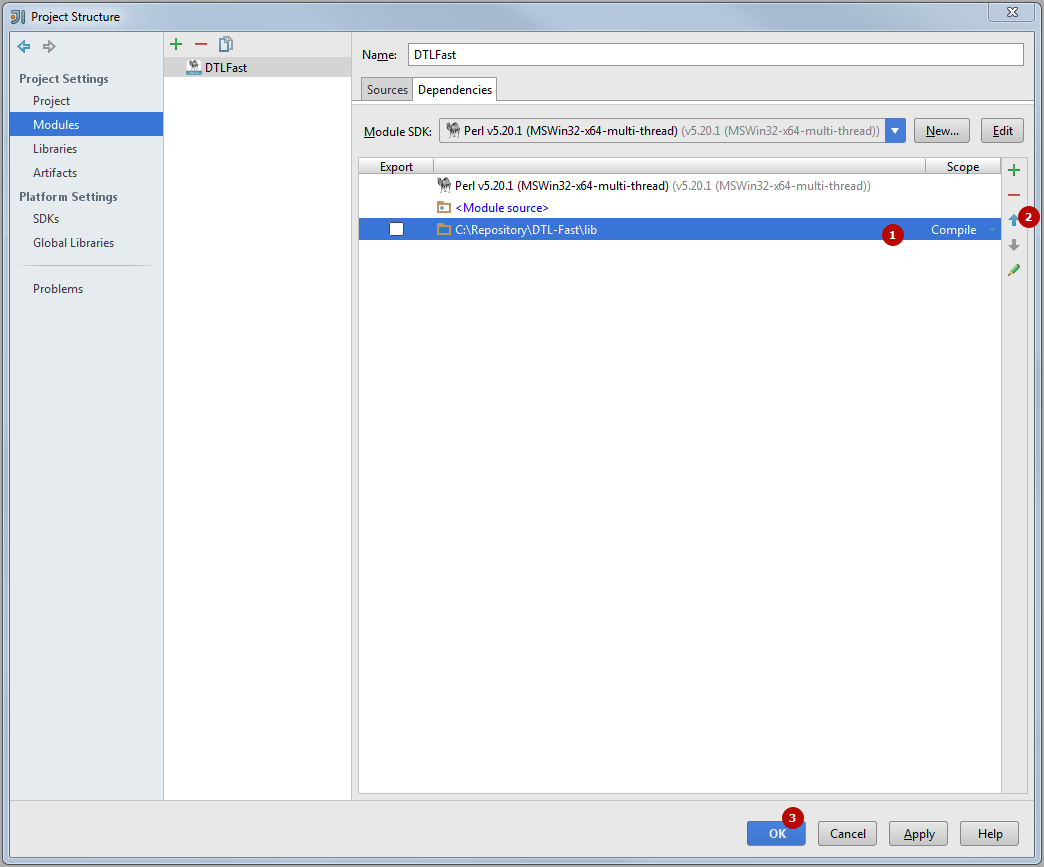 Project Structure
Project Settings
Project
Modules
Libraries
Artifacts
Platform Settings
SDKs
Global Libraries
Problems
DTLFast
Name: DTLFast
Sources Dependencies
Module SDK: Perl v5.20.1 (MSWin32-x64-multi-thread) (v5.20.1 (MSWin32-x64-multi-thread)) New... Edit
Export Scope
Perl v5.20.1 (MSWin32-x64-multi-thread) (v5.20.1 (MSWin32-x64-multi-thread))
<Module source>
C:\Repository\DTL-Fast\lib 1 Compile 2
3
OK Cancel Apply Help